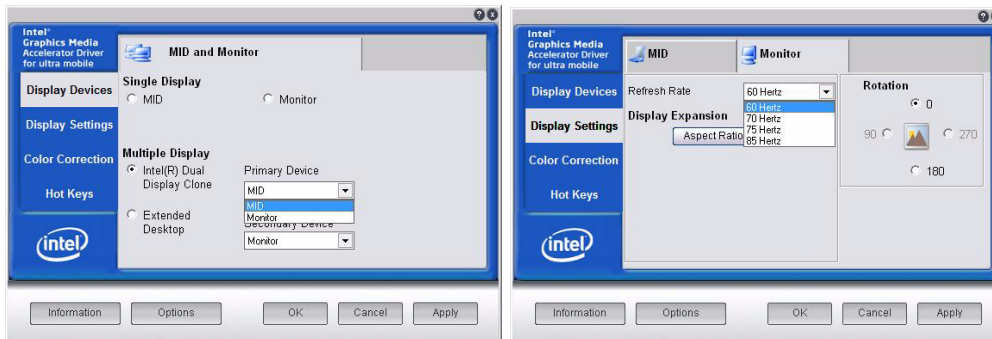 Intel®
Graphics Media
Accelerator Driver
for ultra mobile
MID and Monitor
Display Devices
Display Settings
Color Correction
Hot Keys
intel
Single Display
MID
Monitor
Multiple Display
Intel(R) Dual
Display Clone
Extended
Desktop
Primary Device
MID
MID
Monitor
Secondary Device
Monitor
Information
Options
OK
Cancel
Apply
Intel®
Graphics Media
Accelerator Driver
for ultra mobile
MID
Monitor
Display Devices
Display Settings
Color Correction
Hot Keys
intel
Refresh Rate
60 Hertz
60 Hertz
70 Hertz
75 Hertz
85 Hertz
Display Expansion
Aspect Ratio
Rotation
0
90
270
180
Information
Options
OK
Cancel
Apply